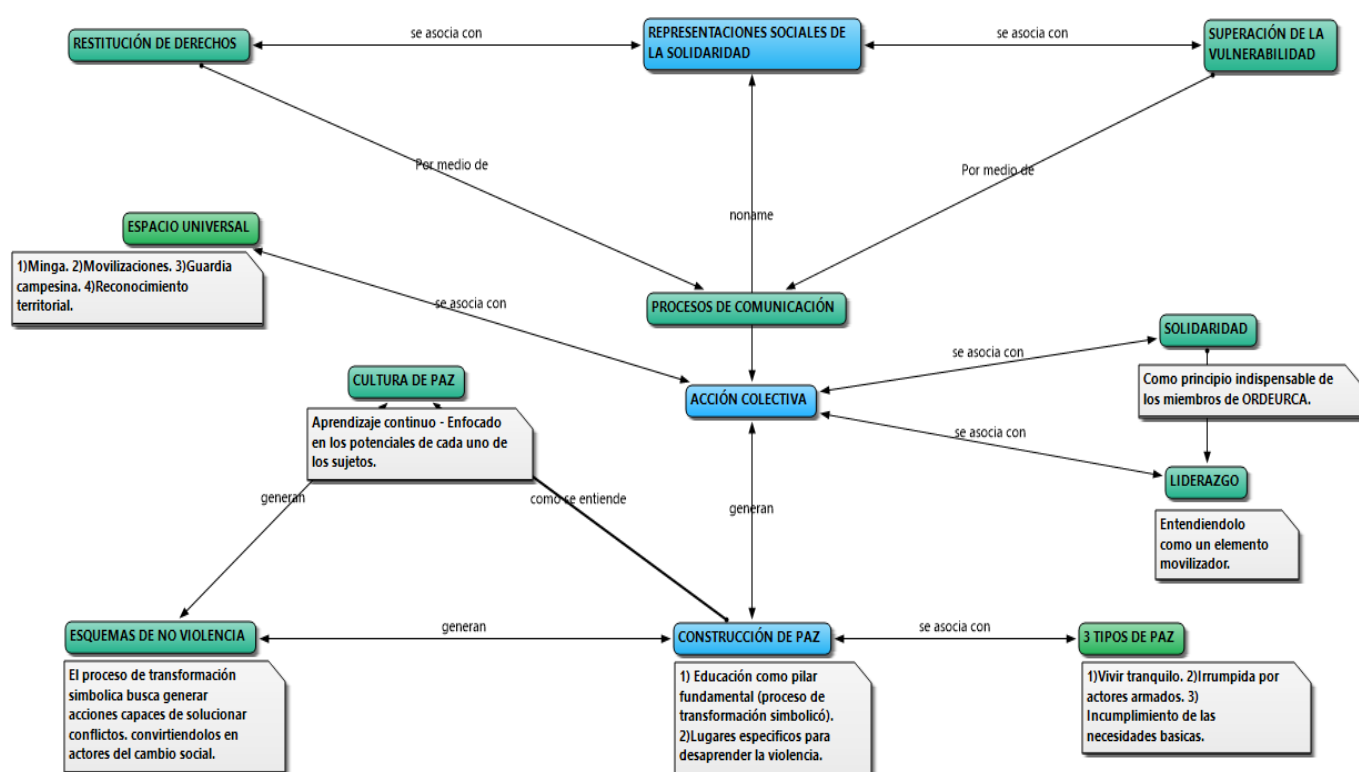 se asocia con
REPRESENTACIONES SOCIALES DE
LA SOLIDARIDAD
se asocia con
SUPERACIÓN DE LA
VULNERABILIDAD
RESTITUCIÓN DE DERECHOS
Por medio de
Por medio de
noname
ESPACIO UNIVERSAL
1)Minga. 2)Movilizaciones. 3)Guardia
campesina. 4)Reconocimiento
territorial.
se asocia con
PROCESOS DE COMUNICACIÓN
SOLIDARIDAD
se asocia con
Como principio indispensable de
los miembros de ORDEURCA.
CULTURA DE PAZ
Aprendizaje continuo - Enfocado
en los potenciales de cada uno de
los sujetos.
ACCIÓN COLECTIVA
se asocia con
LIDERAZGO
Entendiendolo
como un elemento
movilizador.
generan
como se entiende
generan
ESQUEMAS DE NO VIOLENCIA
El proceso de transformación
simbolica busca generar
acciones capaces de solucionar
conflictos. convirtiendolos en
actores del cambio social.
generan
CONSTRUCCIÓN DE PAZ
1) Educación como pilar
fundamental (proceso de
transformación simbolicó).
2)Lugares especificos para
desaprender la violencia.
se asocia con
3 TIPOS DE PAZ
1)Vivir tranquilo. 2)Irrumpida por
actores armados. 3)
Incumplimiento de las
necesidades basicas.